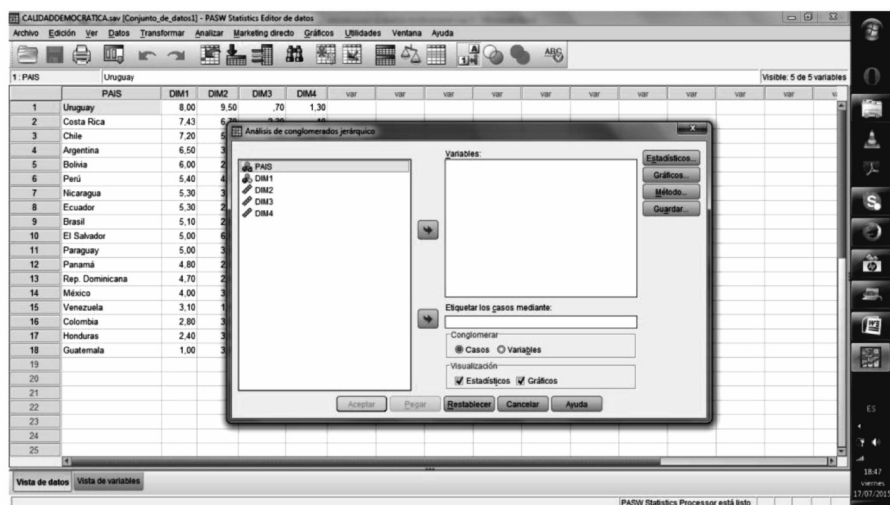 CALIDADDEMOCRATICA.sav [Conjunto_de_datos1] - PASW Statistics Editor de datos
Archivo Edición Ver Datos Transformar Analizar Marketing directo Gráficos Utilidades Ventana Ayuda
1 : PAIS Uruguay Visible: 5 de 5 variables
PAIS DIM1 DIM2 DIM3 DIM4 var var var var var var var var var var
1 Uruguay 8,00 9,50 ,70 1,30
2 Costa Rica 7,43
3 Chile 7,20
4 Argentina 6,50
5 Bolivia 6,00
6 Perú 5,40
7 Nicaragua 5,30
8 Ecuador 5,30
9 Brasil 5,10
10 El Salvador 5,00
11 Paraguay 5,00
12 Panamá 4,80
13 Rep. Dominicana 4,70
14 México 4,00
15 Venezuela 3,10
16 Colombia 2,80
17 Honduras 2,40
18 Guatemala 1,00
19
20
21
22
23
24
25
Análisis de conglomerados jerárquico
PAIS
DIM1
DIM2
DIM3
DIM4
Variables:
Estadísticos...
Gráficos...
Método...
Guardar...
Etiquetar los casos mediante:
Conglomerar
Casos Variables
Visualización
Estadísticos Gráficos
Aceptar Pegar Restablecer Cancelar Ayuda
Vista de datos Vista de variables
PASW Statistics Processor está listo
ES
18:47
viernes
17/07/2015